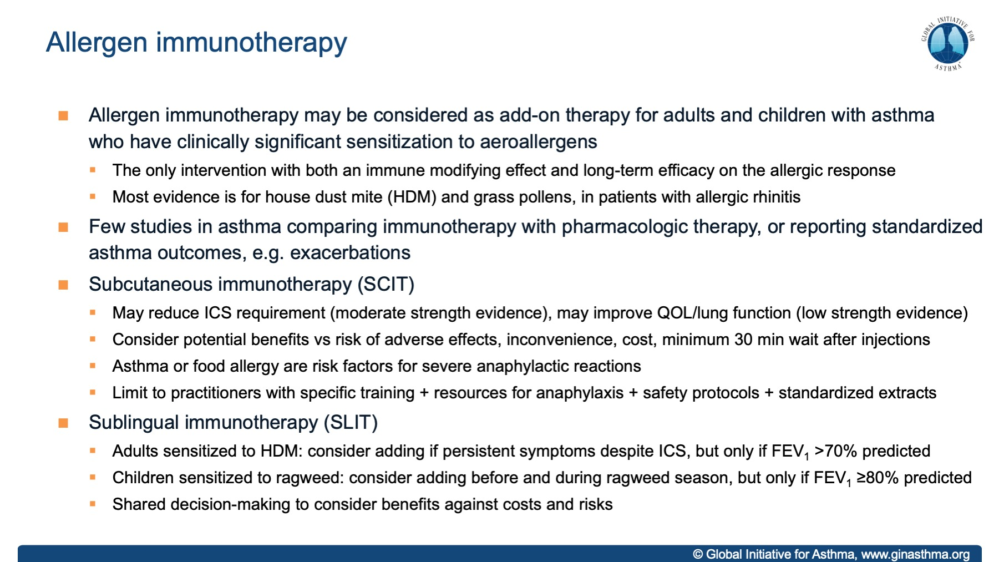 Allergen immunotherapy
GLOBAL INITIATIVE FOR
ASTHMA
Allergen immunotherapy may be considered as add-on therapy for adults and children with asthma
who have clinically significant sensitization to aeroallergens
The only intervention with both an immune modifying effect and long-term efficacy on the allergic response
Most evidence is for house dust mite (HDM) and grass pollens, in patients with allergic rhinitis
Few studies in asthma comparing immunotherapy with pharmacologic therapy, or reporting standardized
asthma outcomes, e.g. exacerbations
Subcutaneous immunotherapy (SCIT)
May reduce ICS requirement (moderate strength evidence), may improve QOL/lung function (low strength evidence)
Consider potential benefits vs risk of adverse effects, inconvenience, cost, minimum 30 min wait after injections
Asthma or food allergy are risk factors for severe anaphylactic reactions
Limit to practitioners with specific training + resources for anaphylaxis + safety protocols + standardized extracts
Sublingual immunotherapy (SLIT)
Adults sensitized to HDM: consider adding if persistent symptoms despite ICS, but only if FEV₁ >70% predicted
Children sensitized to ragweed: consider adding before and during ragweed season, but only if FEV₁ ≥80% predicted
Shared decision-making to consider benefits against costs and risks
© Global Initiative for Asthma, www.ginasthma.org